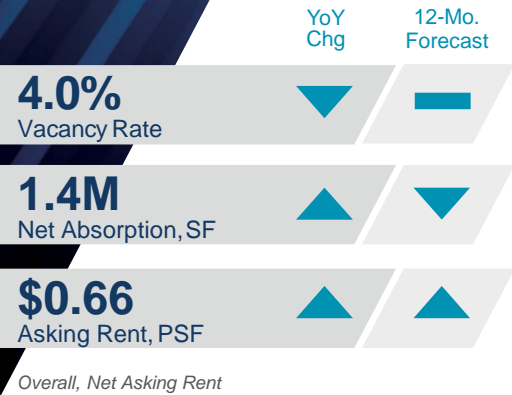 YoY 12-Mo.
Chg Forecast
4.0%
Vacancy Rate
1.4M
Net Absorption, SF
$0.66
Asking Rent, PSF
Overall, Net Asking Rent